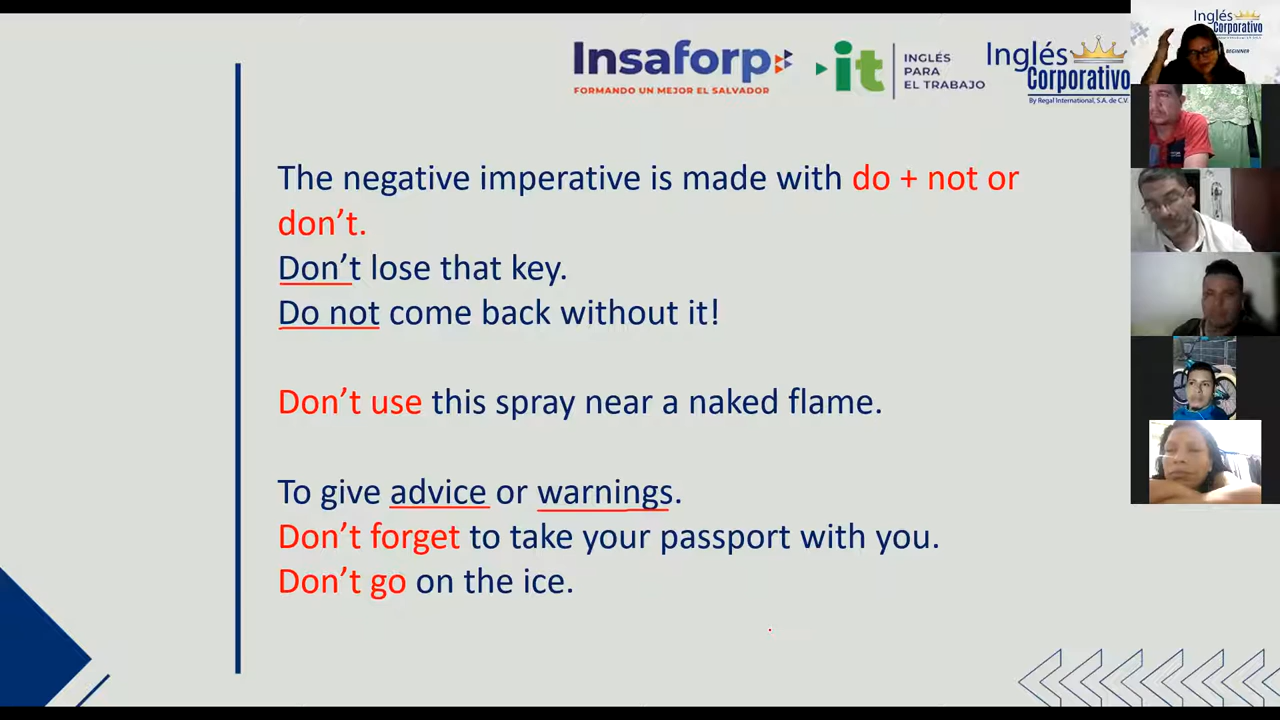 Insaforp
FORMANDO UN MEJOR EL SALVADOR
it
INGLÉS
PARA
EL TRABAJO
Inglés
Corporativo
By Regal International, S.A. de C.V.
Inglés
Corporativo
BEGINNER
The negative imperative is made with do + not or
don’t.
Don’t lose that key.
Do not come back without it!
Don’t use this spray near a naked flame.
To give advice or warnings.
Don’t forget to take your passport with you.
Don’t go on the ice.